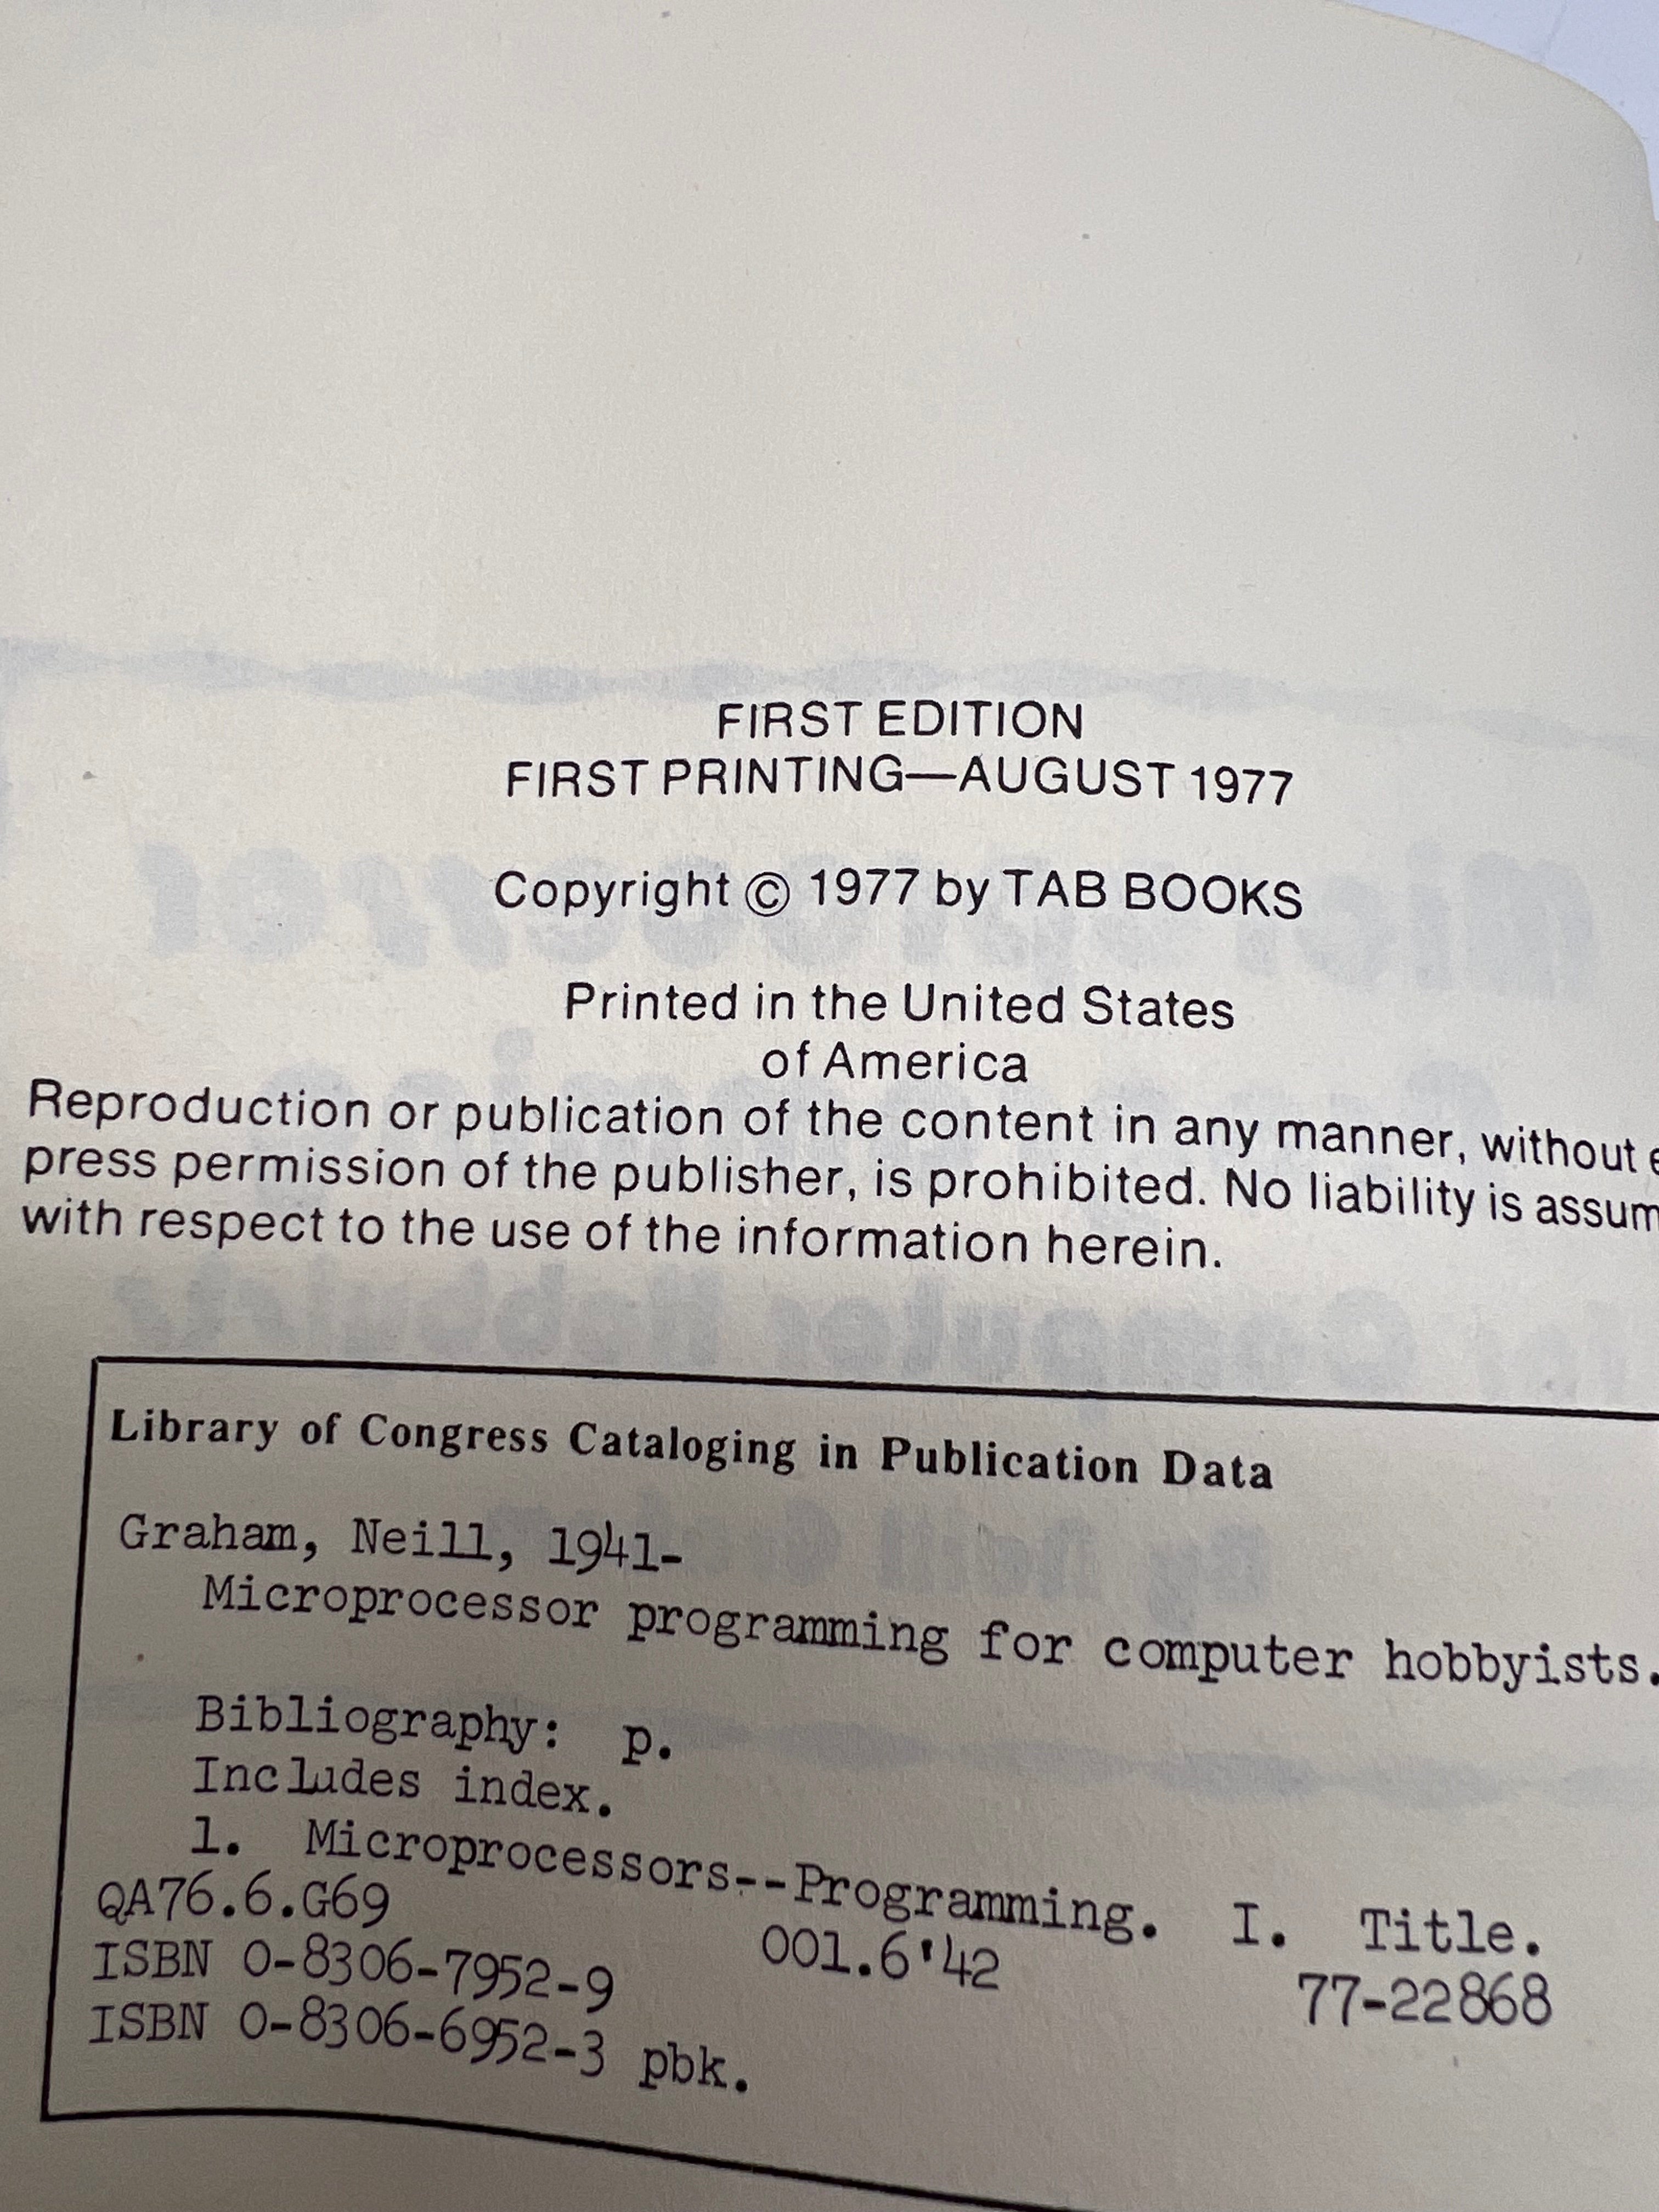 FIRST EDITION
FIRST PRINTING—AUGUST 1977
Copyright © 1977 by TAB BOOKS
Printed in the United States
of America
Reproduction or publication of the content in any manner, without e
press permission of the publisher, is prohibited. No liability is assum
with respect to the use of the information herein.
Library of Congress Cataloging in Publication Data
Graham, Neill, 1941-
Microprocessor programming for computer hobbyists.
Bibliography: p.
Includes index.
1. Microprocessors--Programming. I. Title.
QA76.6.G69 001.6'42 77-22868
ISBN 0-8306-7952-9
ISBN 0-8306-6952-3 pbk.